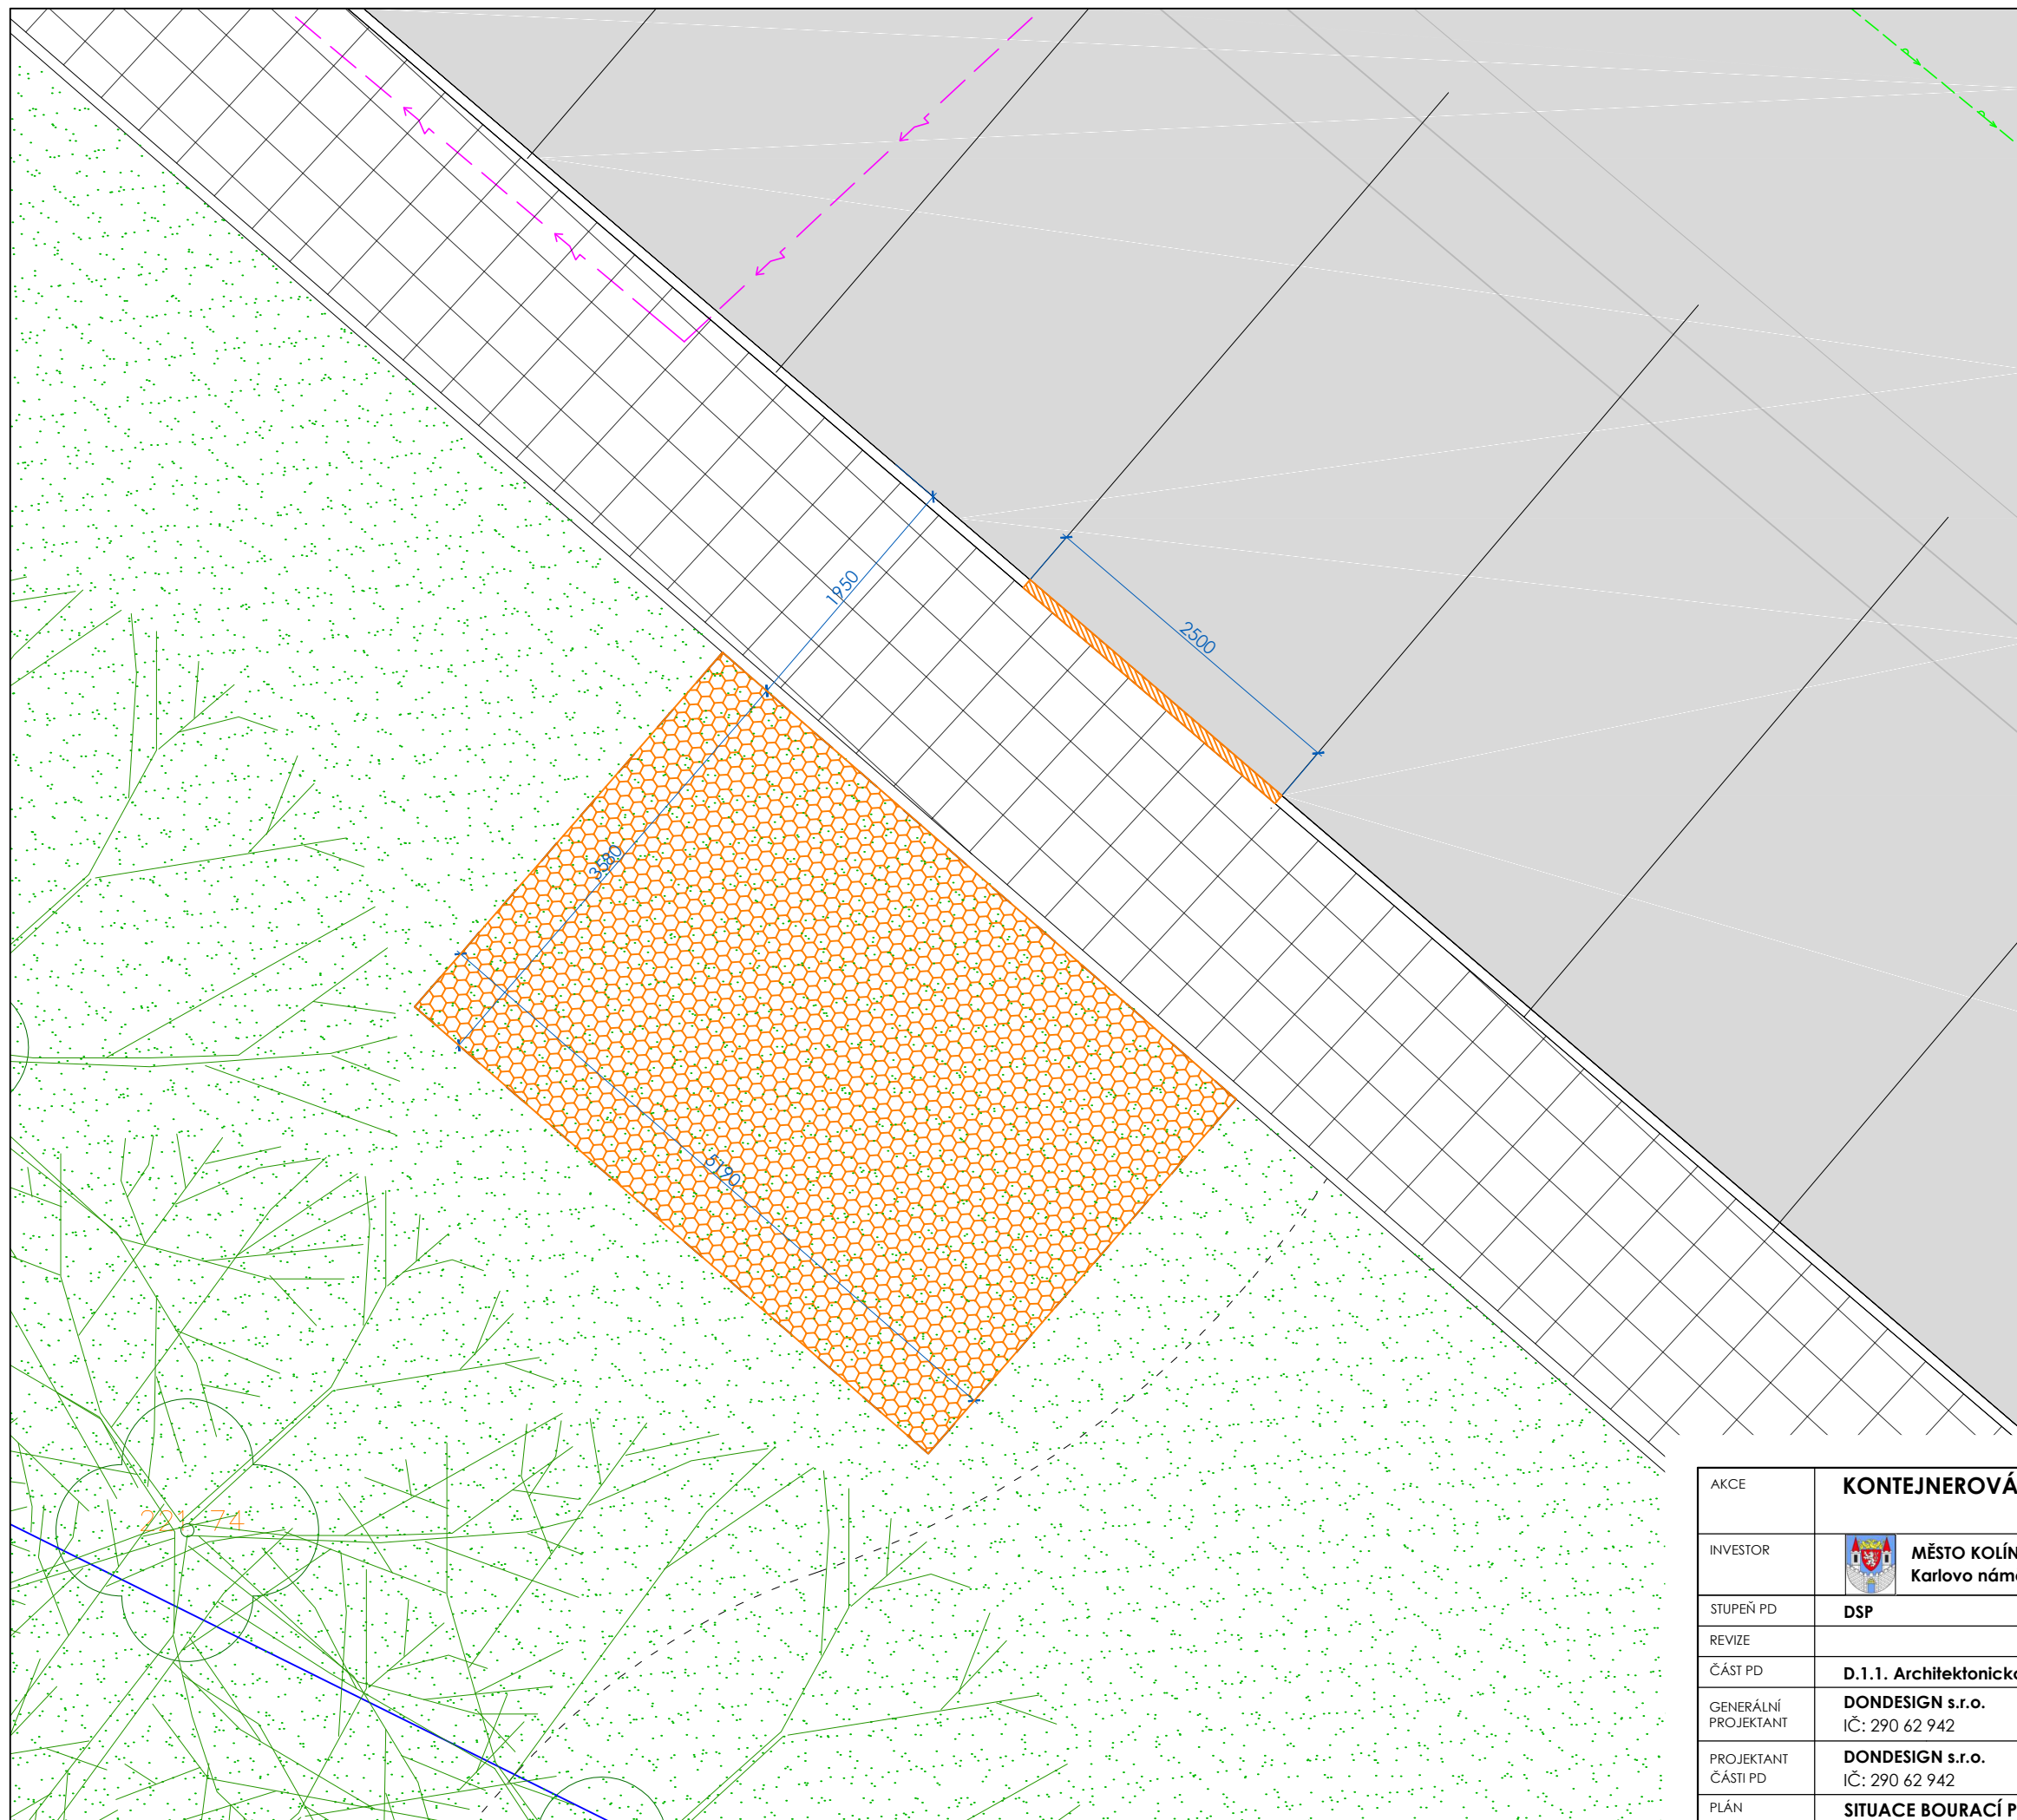 1950
2500
3580
5190
AKCE
KONTEJNEROVÁ
INVESTOR
MĚSTO KOLÍN
Karlovo nám
STUPEŇ PD
DSP
REVIZE
ČÁST PD
D.1.1. Architektonick
GENERÁLNÍ
PROJEKTANT
DONDESIGN s.r.o.
IČ: 290 62 942
PROJEKTANT
ČÁSTI PD
DONDESIGN s.r.o.
IČ: 290 62 942
PLÁN
SITUACE BOURACÍ P